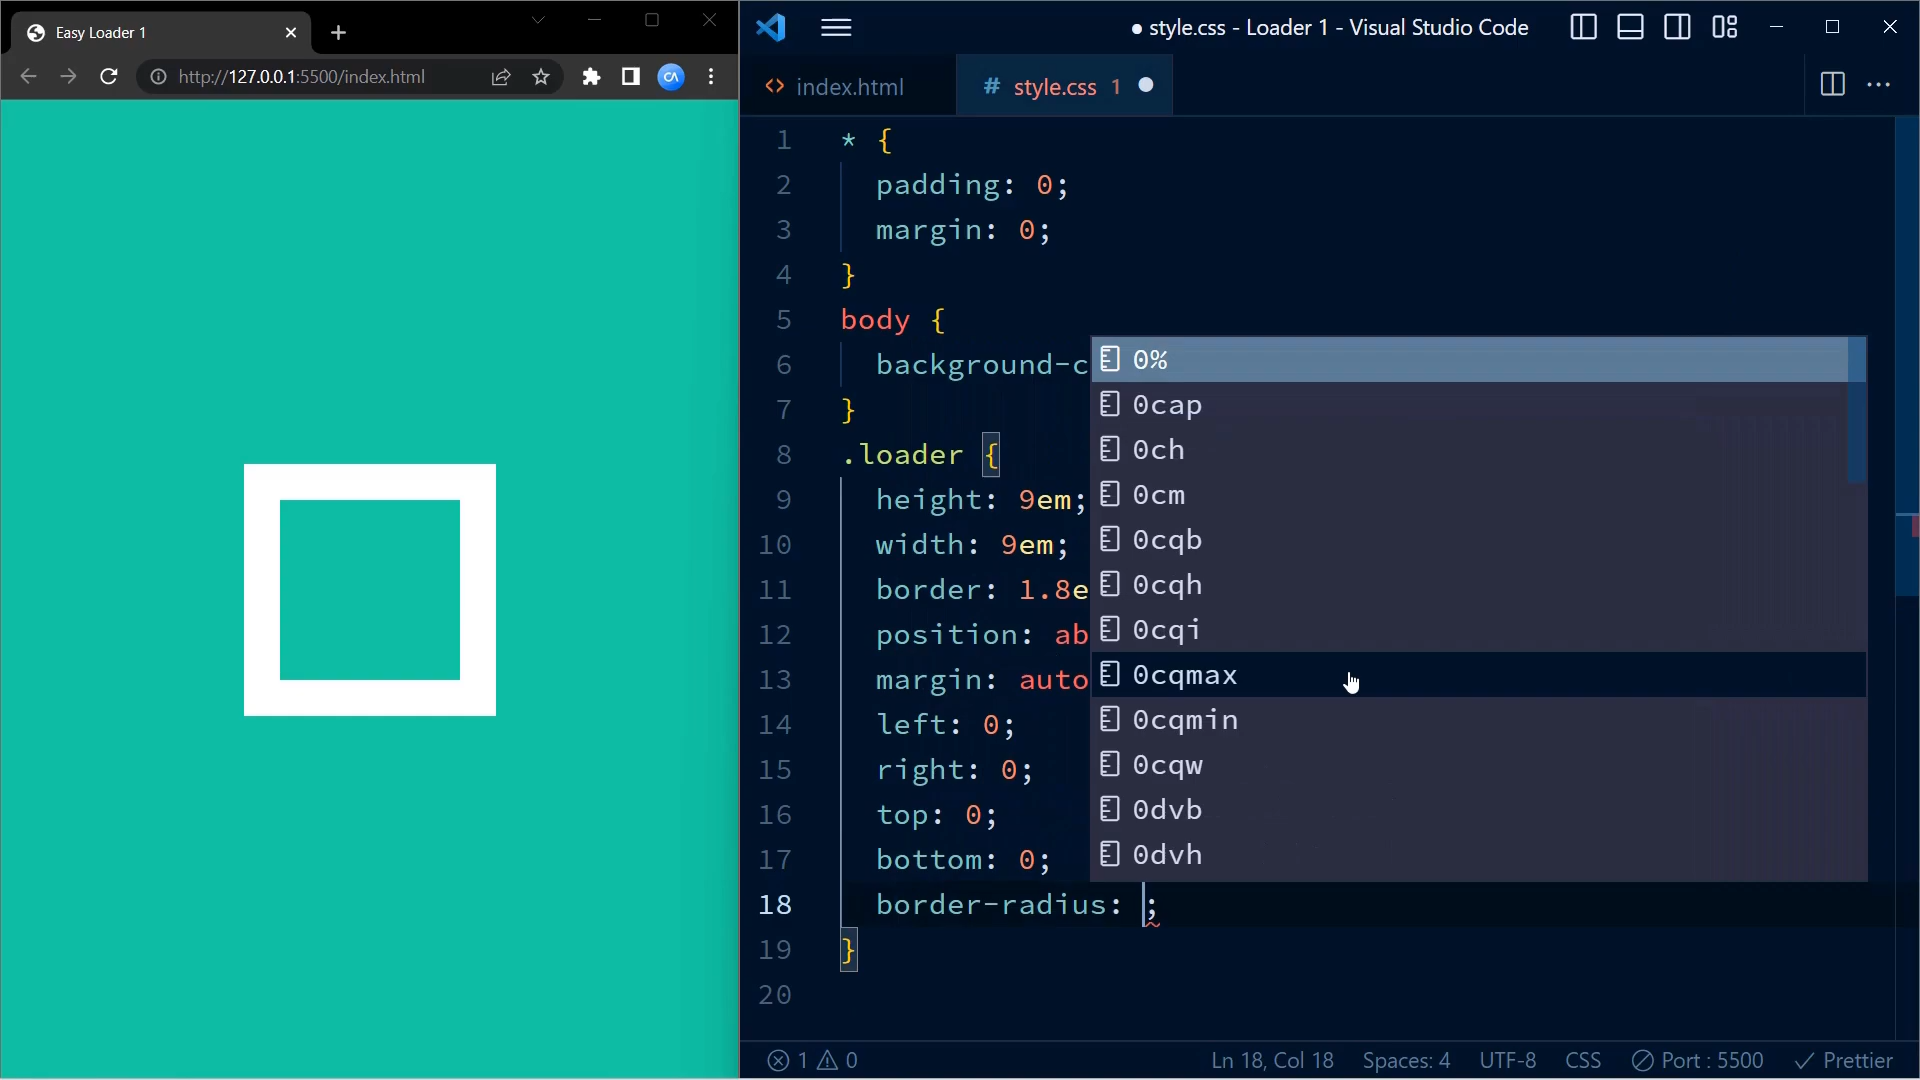 Easy Loader 1
http://127.0.0.1:5500/index.html
CA
style.css - Loader 1 - Visual Studio Code
<> index.html
# style.css 1
1 * {
2 padding: 0;
3 margin: 0;
4 }
5 body {
6 background-c
7 }
8 .loader {
9 height: 9em;
10 width: 9em;
11 border: 1.8e
12 position: ab
13 margin: auto
14 left: 0;
15 right: 0;
16 top: 0;
17 bottom: 0;
18 border-radius: ;
19 }
20
0%
0cap
0ch
0cm
0cqb
0cqh
0cqi
0cqmax
0cqmin
0cqw
0dvb
0dvh
1 0
Ln 18, Col 18 Spaces: 4 UTF-8 CSS Port : 5500 Prettier